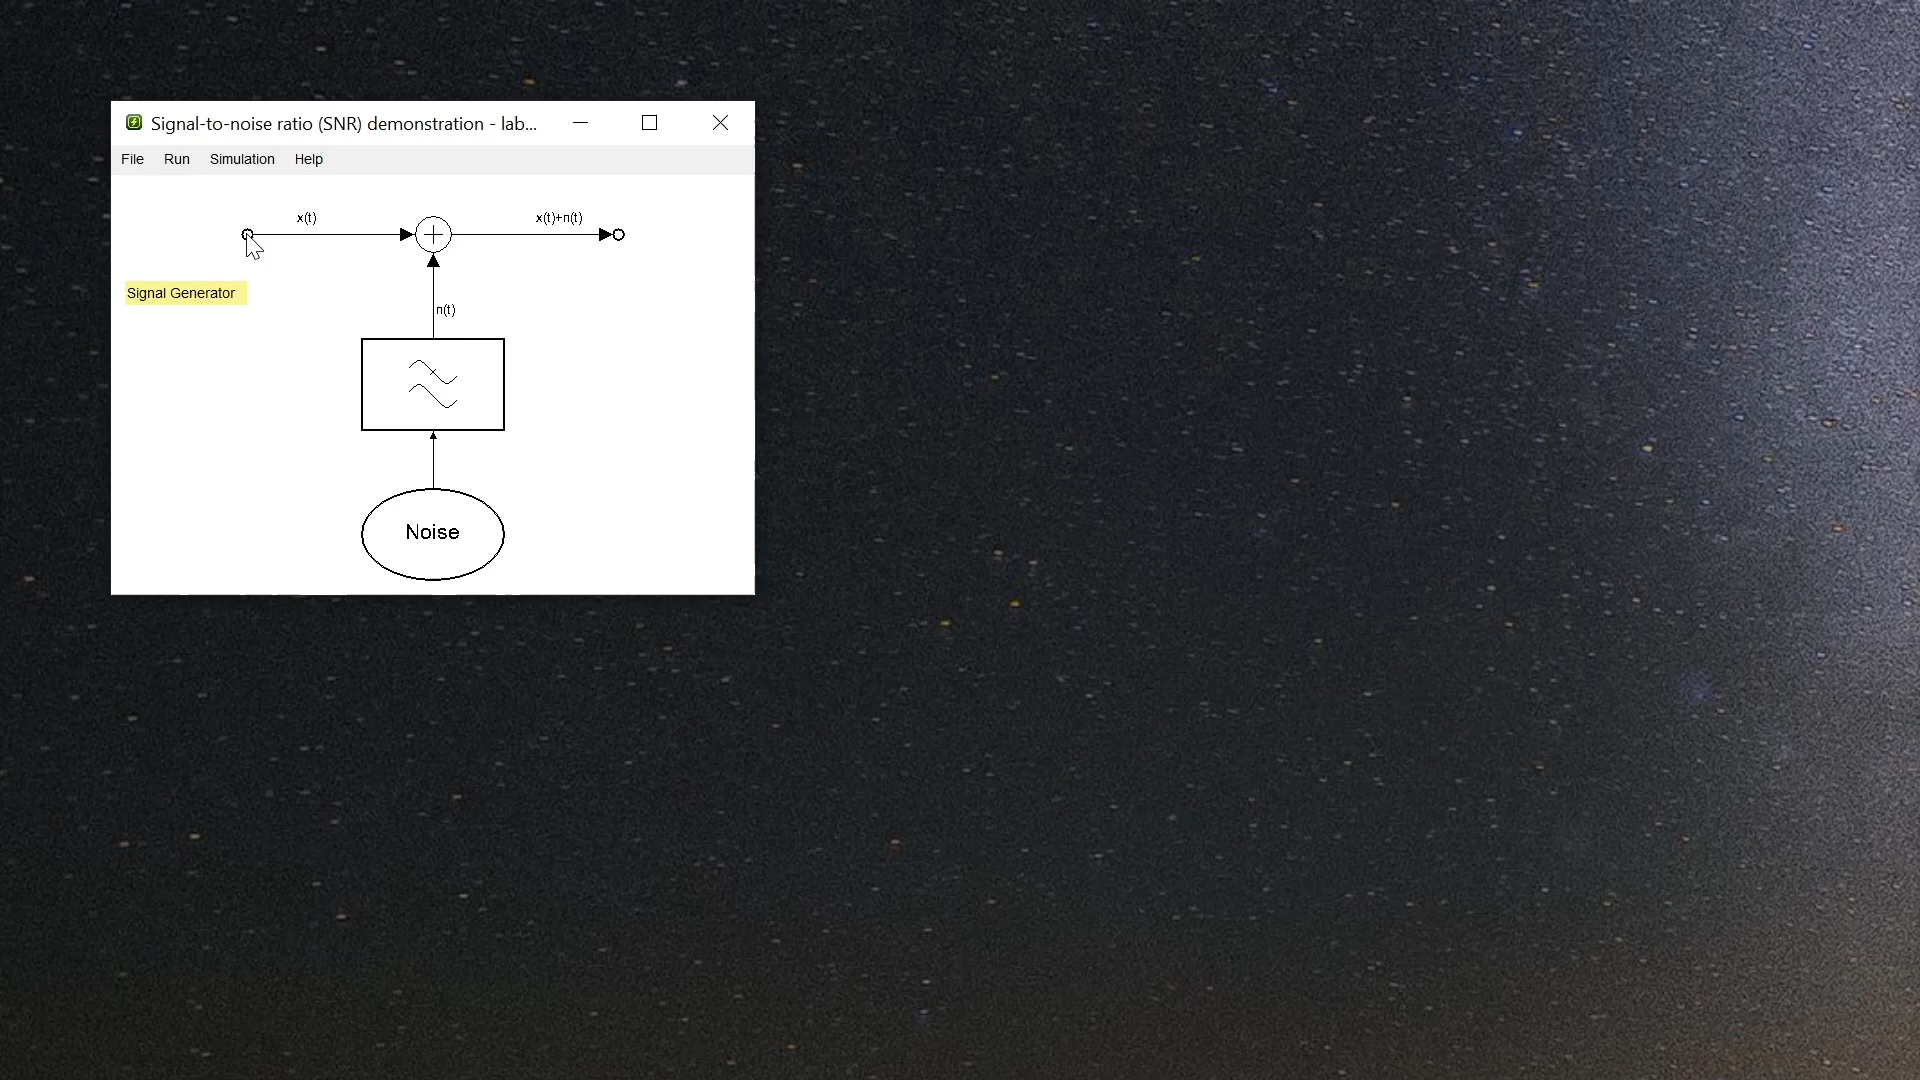 Signal-to-noise ratio (SNR) demonstration - lab...
File Run Simulation Help
x(t)
x(t)+n(t)
Signal Generator
n(t)
Noise